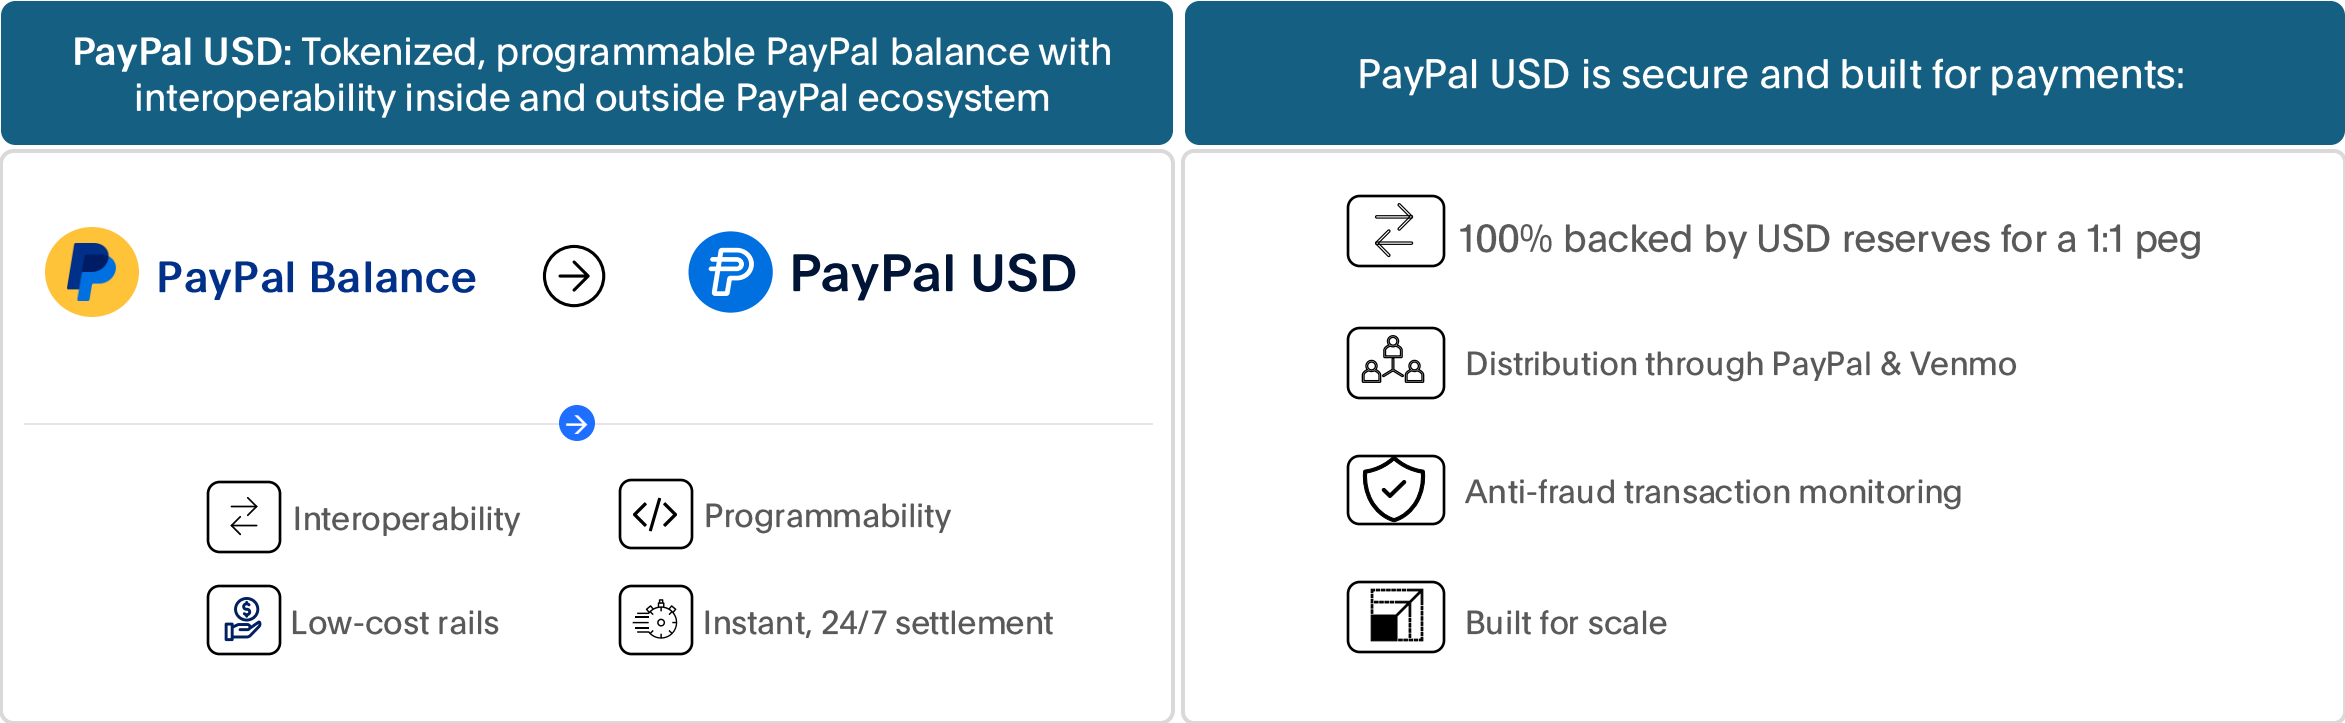 PayPal USD: Tokenized, programmable PayPal balance with
interoperability inside and outside PayPal ecosystem
PayPal Balance
PayPal USD
Interoperability
Programmability
Low-cost rails
Instant, 24/7 settlement
PayPal USD is secure and built for payments:
100% backed by USD reserves for a 1:1 peg
Distribution through PayPal & Venmo
Anti-fraud transaction monitoring
Built for scale